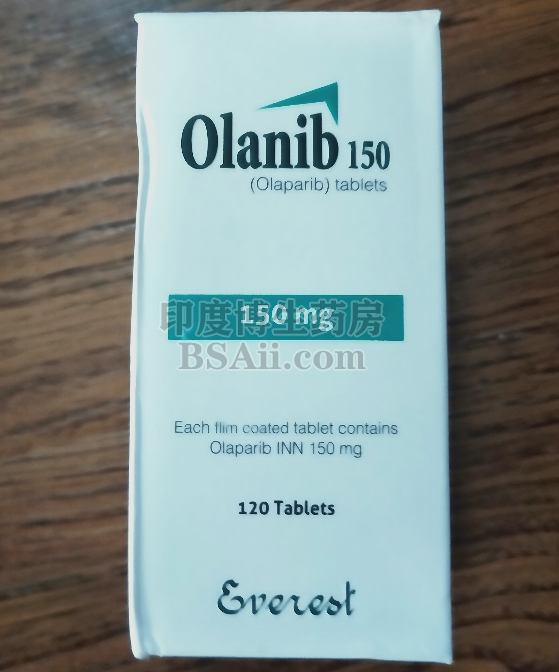 Olanib 150
(Olaparib) tablets
150 mg
印度博生药房
BSAii.com
Each flim coated tablet contains
Olaparib INN 150 mg
120 Tablets
Everest